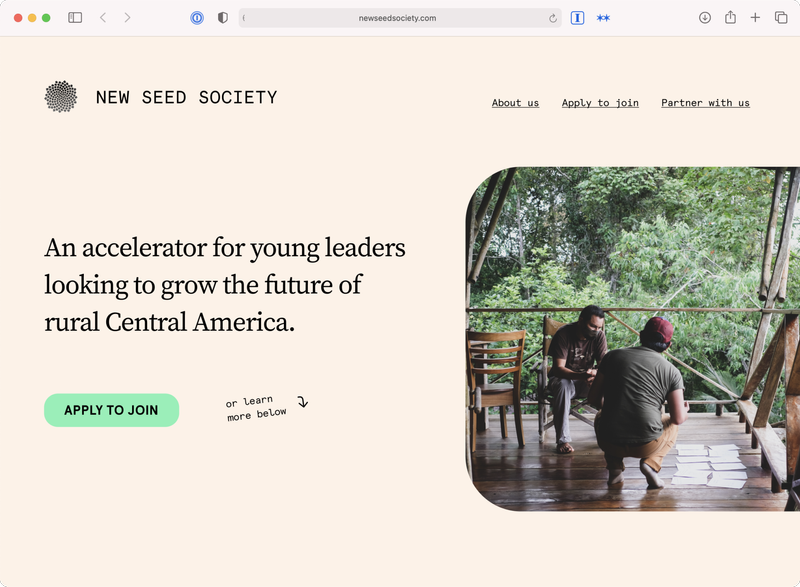 newseedsociety.com
NEW SEED SOCIETY
About us
Apply to join
Partner with us
An accelerator for young leaders
looking to grow the future of
rural Central America.
APPLY TO JOIN
or learn
more below